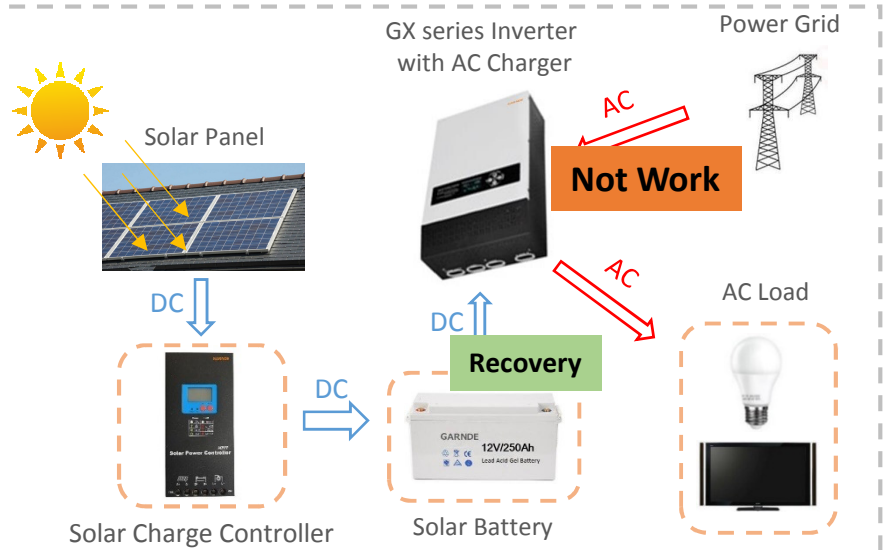 GX series Inverter
with AC Charger
Power Grid
AC
Solar Panel
Not Work
DC
AC
AC Load
DC
Recovery
DC
GARNDE
12V/250Ah
Lead Acid Gel Battery
MPPT
Solar Power Controller
Solar Charge Controller
Solar Battery